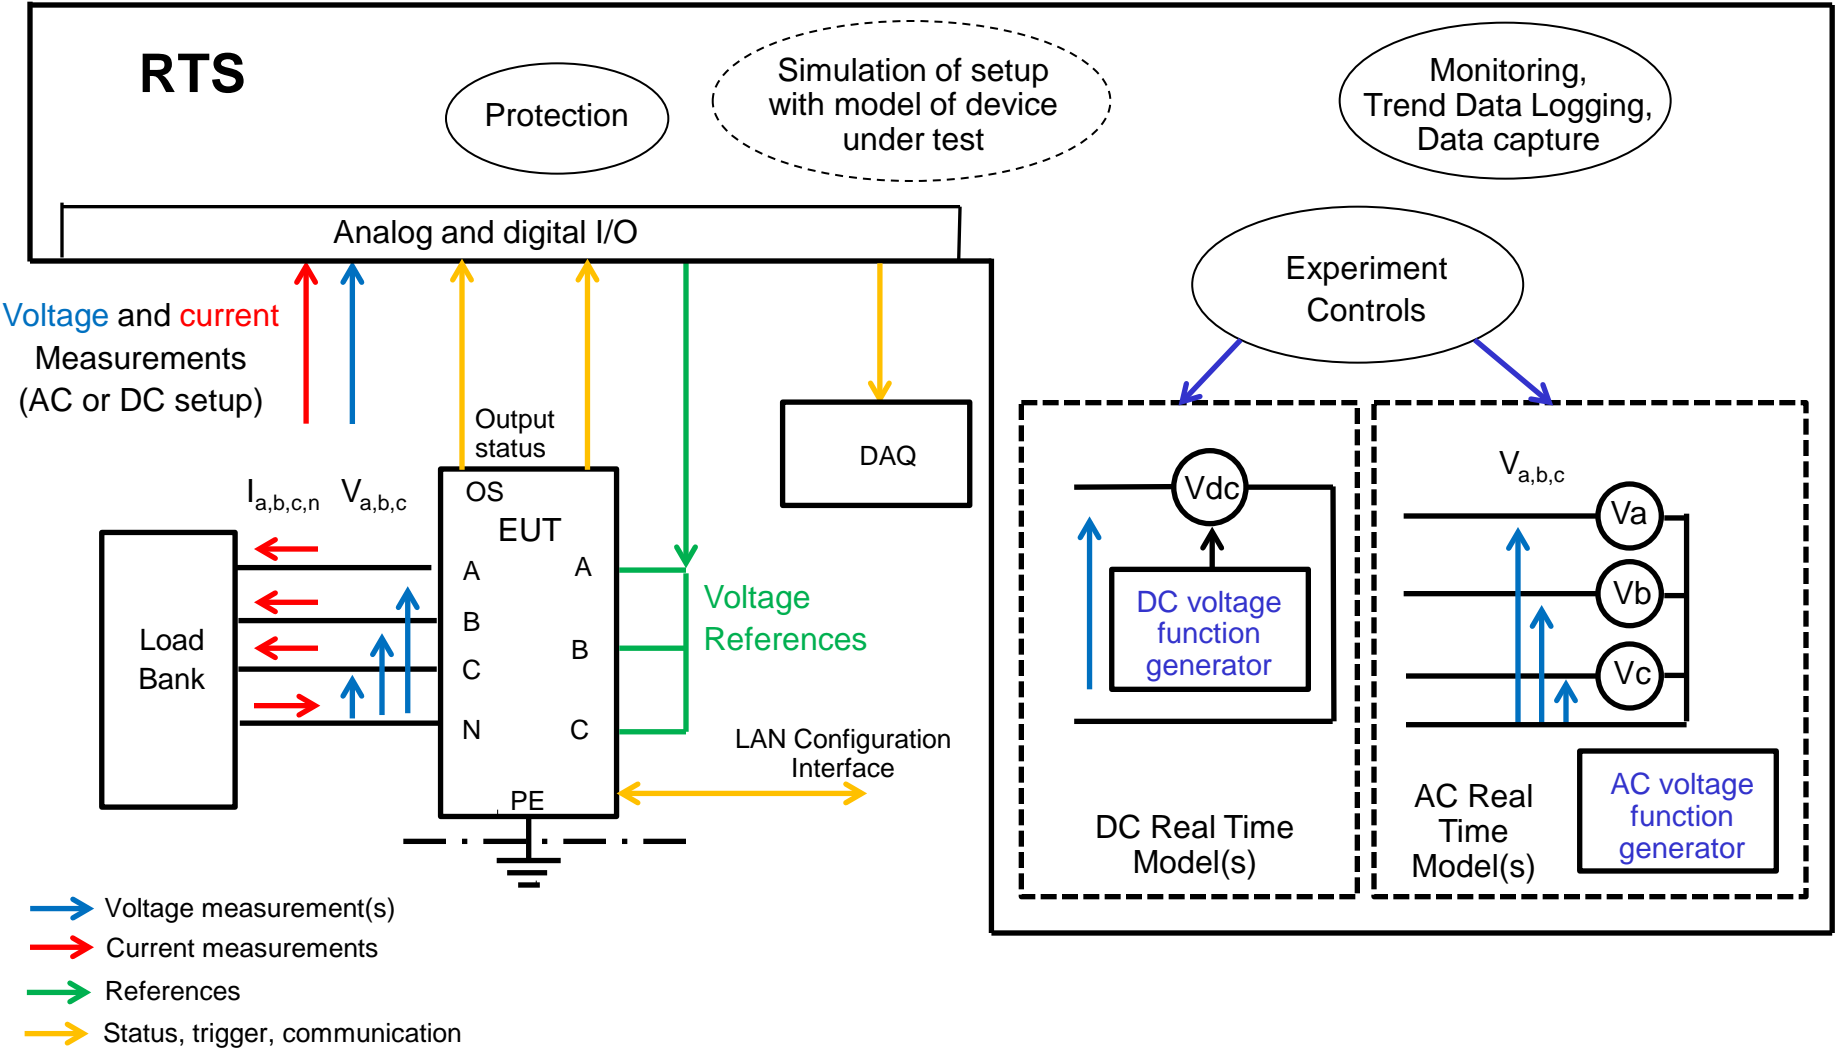 RTS
Protection
Simulation of setup
with model of device
under test
Monitoring,
Trend Data Logging,
Data capture
Analog and digital I/O
Experiment
Controls
Voltage and current
Measurements
(AC or DC setup)
Output
status
DAQ
I a,b,c,n
V a,b,c
OS
EUT
A
B
C
N
A
B
C
PE
Load
Bank
Voltage
References
LAN Configuration
Interface
Vdc
DC voltage
function
generator
DC Real Time
Model(s)
V a,b,c
Va
Vb
Vc
AC Real
Time
Model(s)
AC voltage
function
generator
Voltage measurement(s)
Current measurements
References
Status, trigger, communication